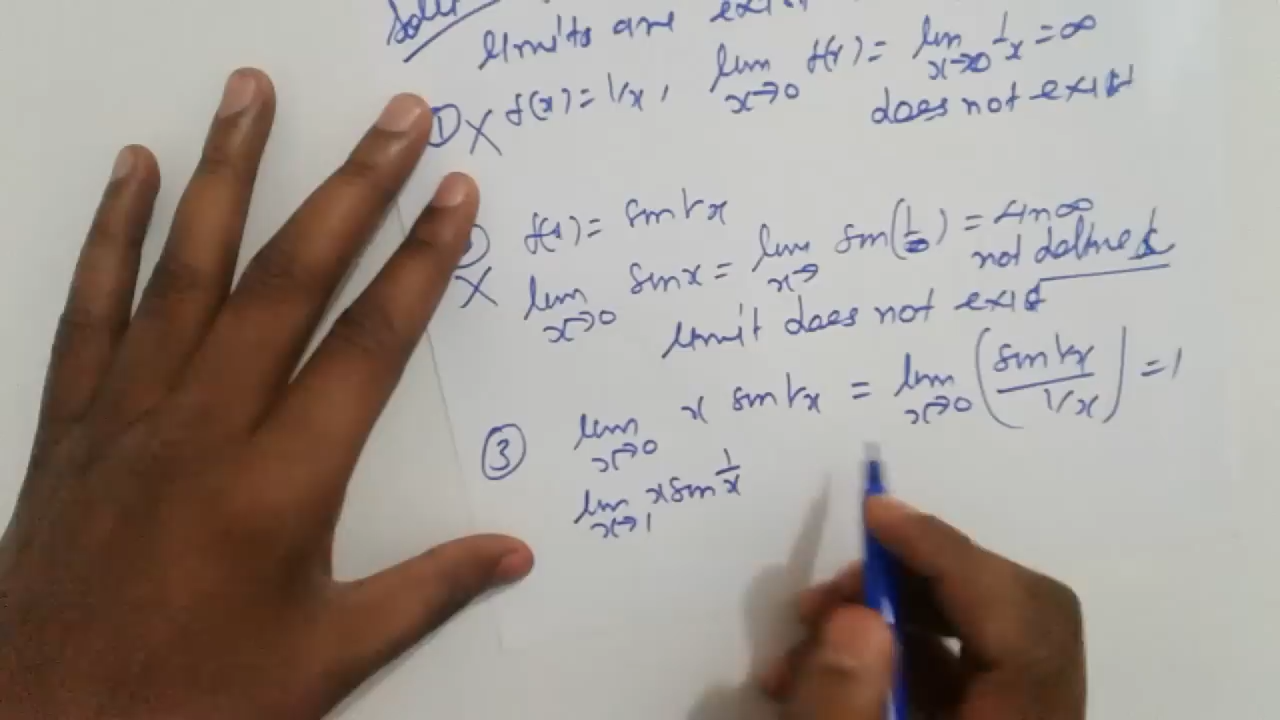 Limits are
① X f(x) = 1/x, lim x→0 f(x) = lim x→0 1/x = ∞
does not exist
f(x) = sin 1/x
X lim x→0 sin x = lim x→ sin(1/0) = sin ∞
not defined
limit does not exist
③ lim x→0 x sin 1/x = lim x→0 (sin 1/x / 1/x) = 1
lim x→1 x sin 1/x